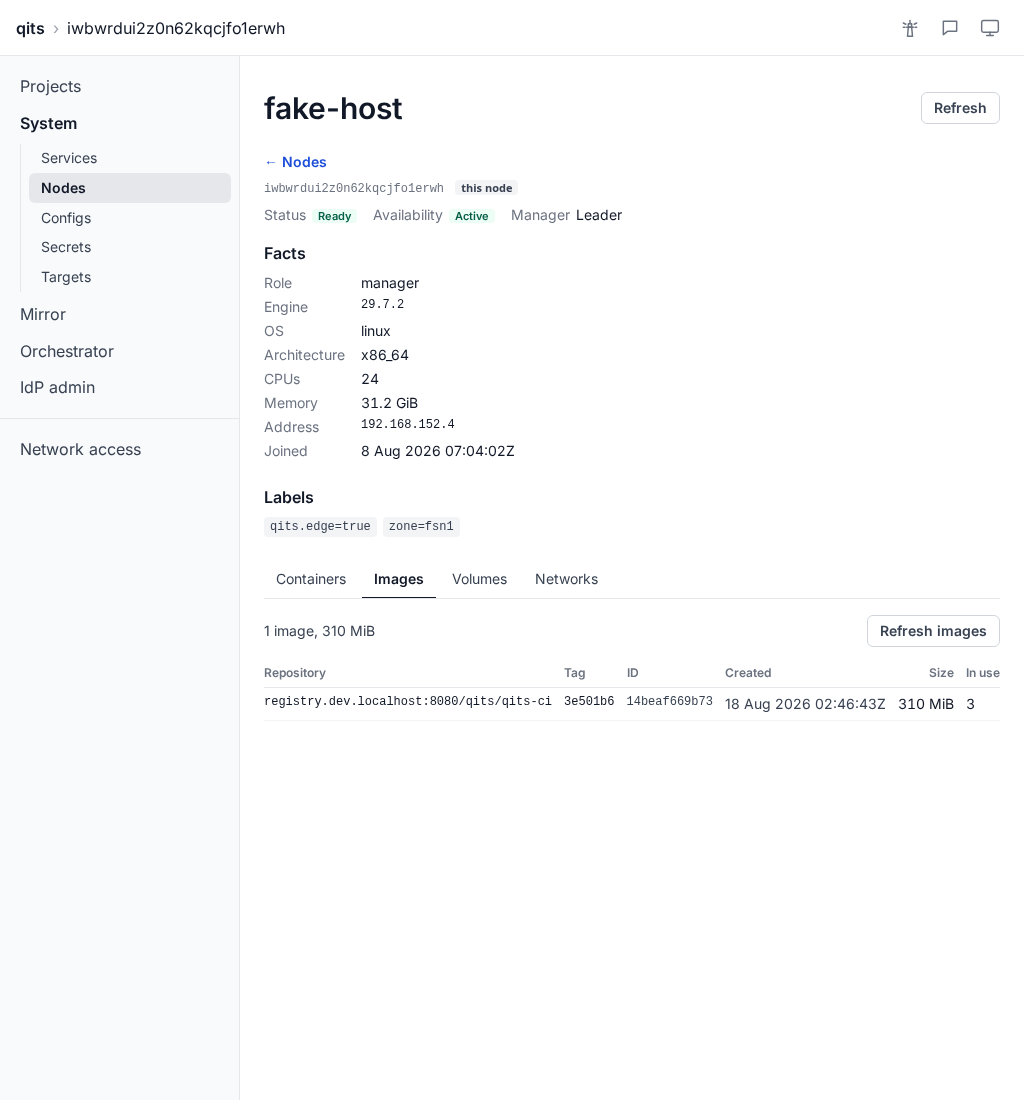 qits › iwbwrdui2z0n62kqcjfo1erwh
Projects
System
Services
Nodes
Configs
Secrets
Targets
Mirror
Orchestrator
IdP admin
Network access
fake-host
Refresh
← Nodes
iwbwrdui2z0n62kqcjfo1erwh this node
Status Ready Availability Active Manager Leader
Facts
Role manager
Engine 29.7.2
OS linux
Architecture x86_64
CPUs 24
Memory 31.2 GiB
Address 192.168.152.4
Joined 8 Aug 2026 07:04:02Z
Labels
qits.edge=true zone=fsn1
Containers Images Volumes Networks
1 image, 310 MiB
Refresh images
Repository Tag ID Created Size In use
registry.dev.localhost:8080/qits/qits-ci 3e501b6 14beaf669b73 18 Aug 2026 02:46:43Z 310 MiB 3